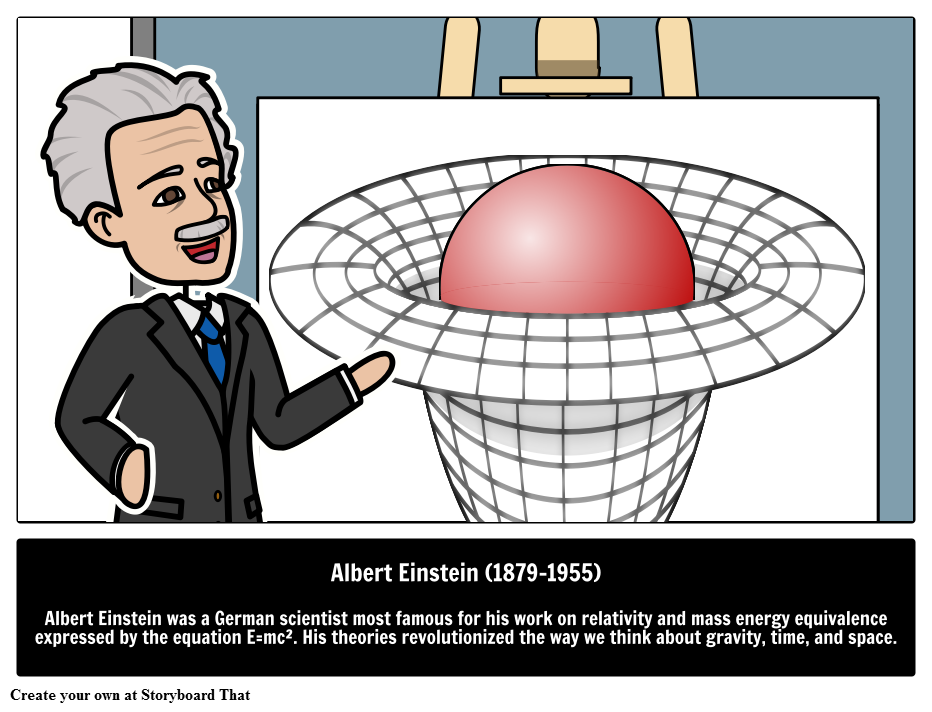 Albert Einstein (1879-1955)
Albert Einstein was a German scientist most famous for his work on relativity and mass energy equivalence
expressed by the equation E=mc². His theories revolutionized the way we think about gravity, time, and space.
Create your own at Storyboard That